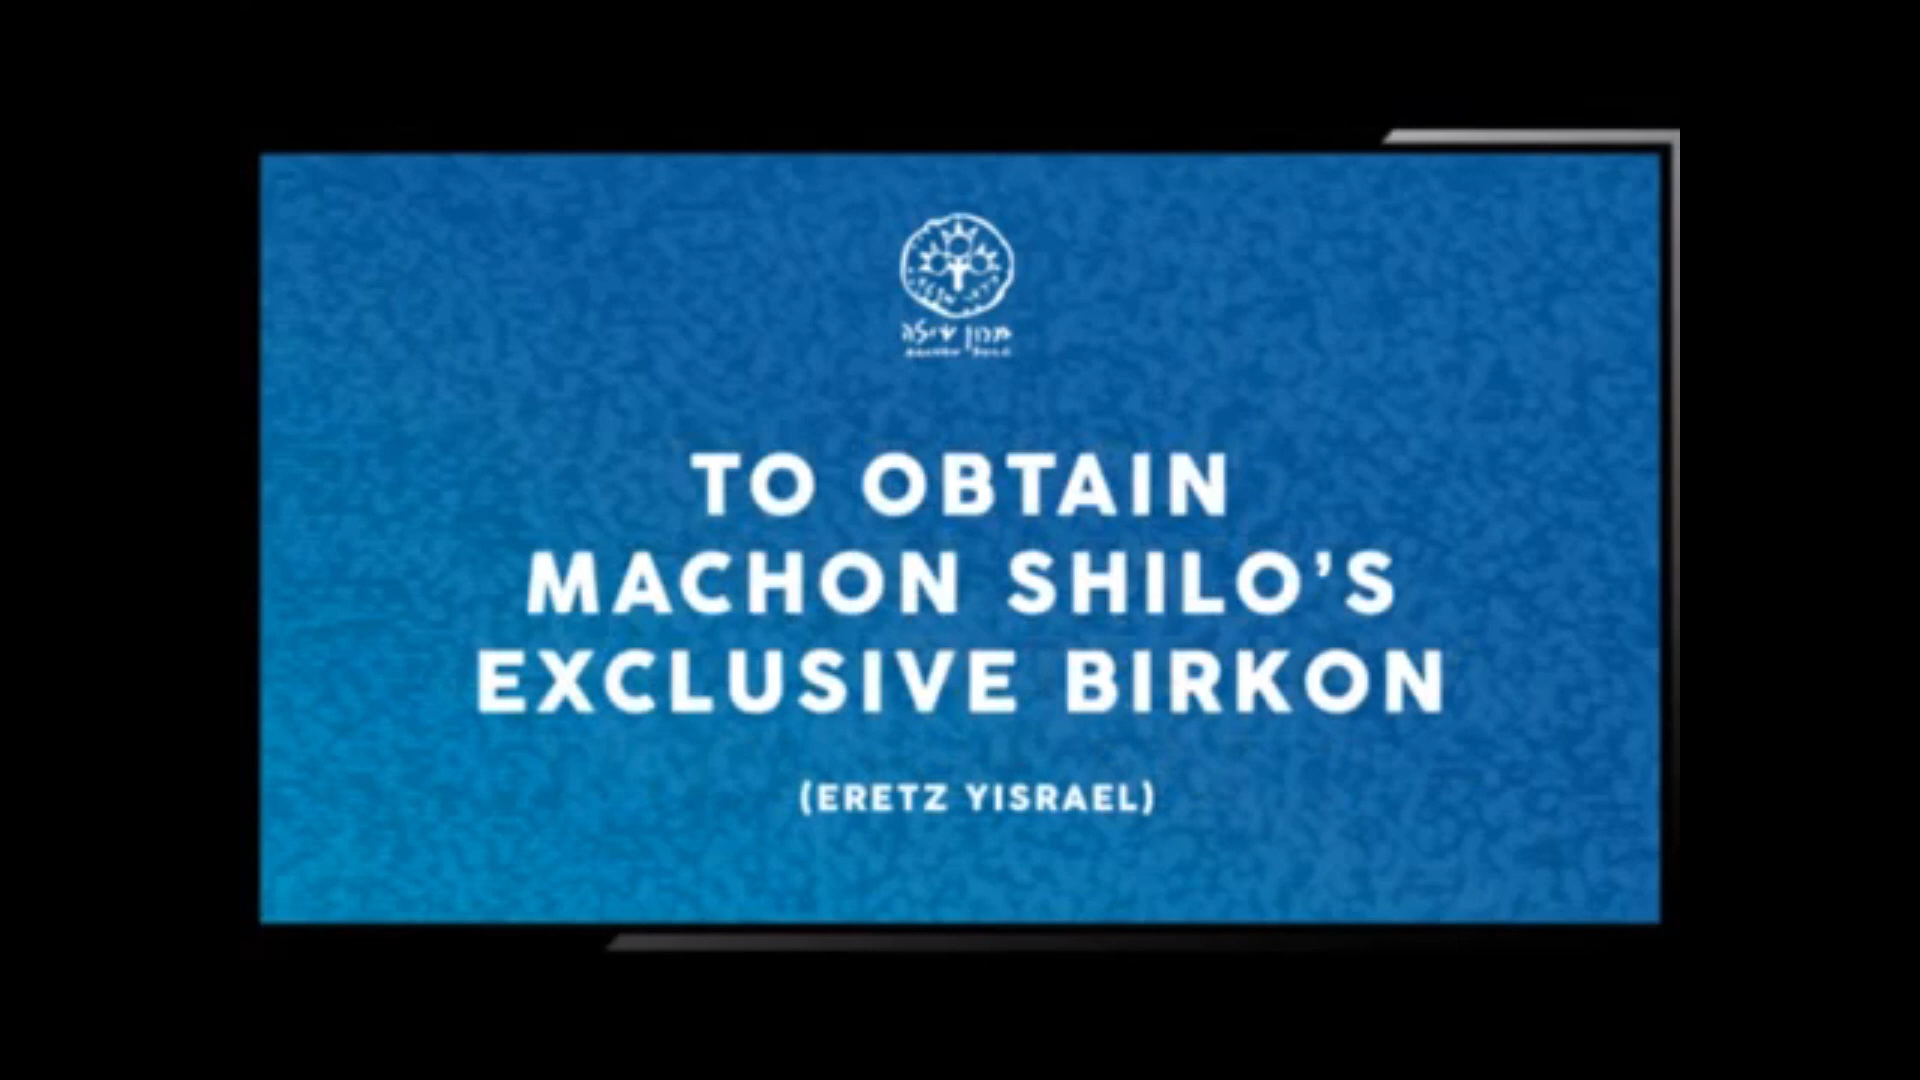 מכון שילה
TO OBTAIN
MACHON SHILO'S
EXCLUSIVE BIRKON
(ERETZ YISRAEL)